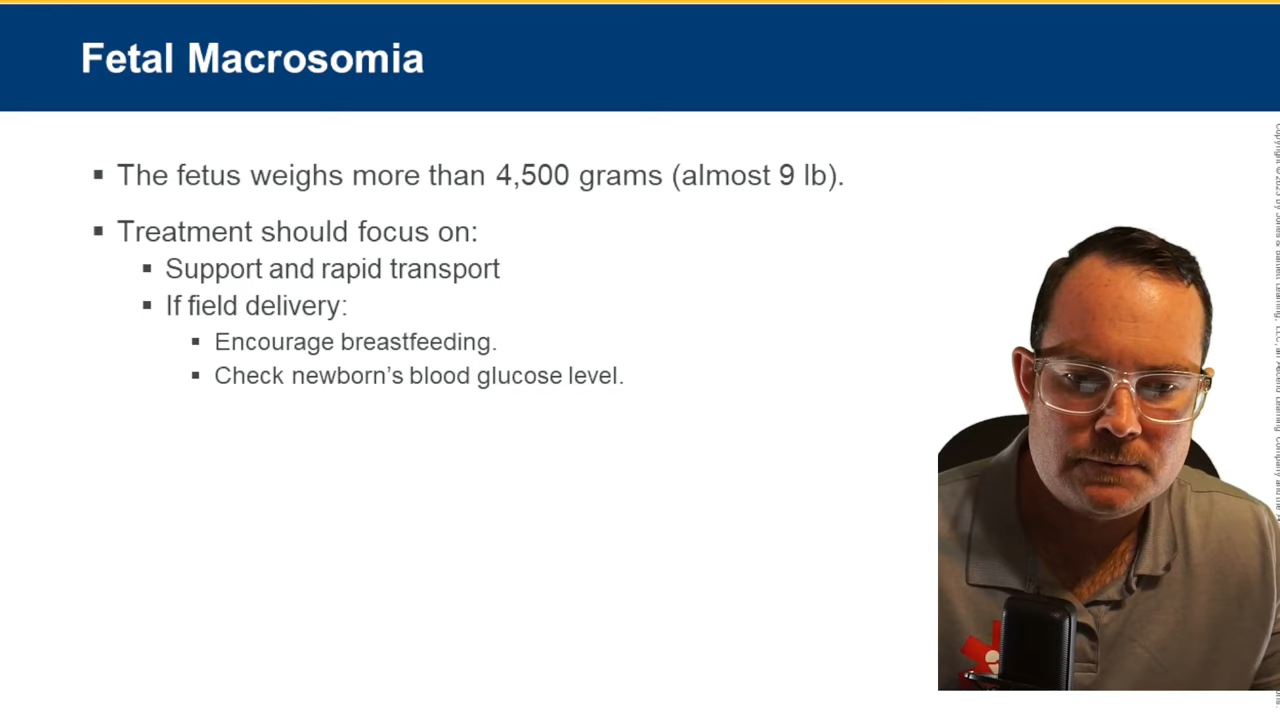 Fetal Macrosomia
▪ The fetus weighs more than 4,500 grams (almost 9 lb).
▪ Treatment should focus on:
▪ Support and rapid transport
▪ If field delivery:
▪ Encourage breastfeeding.
▪ Check newborn's blood glucose level.